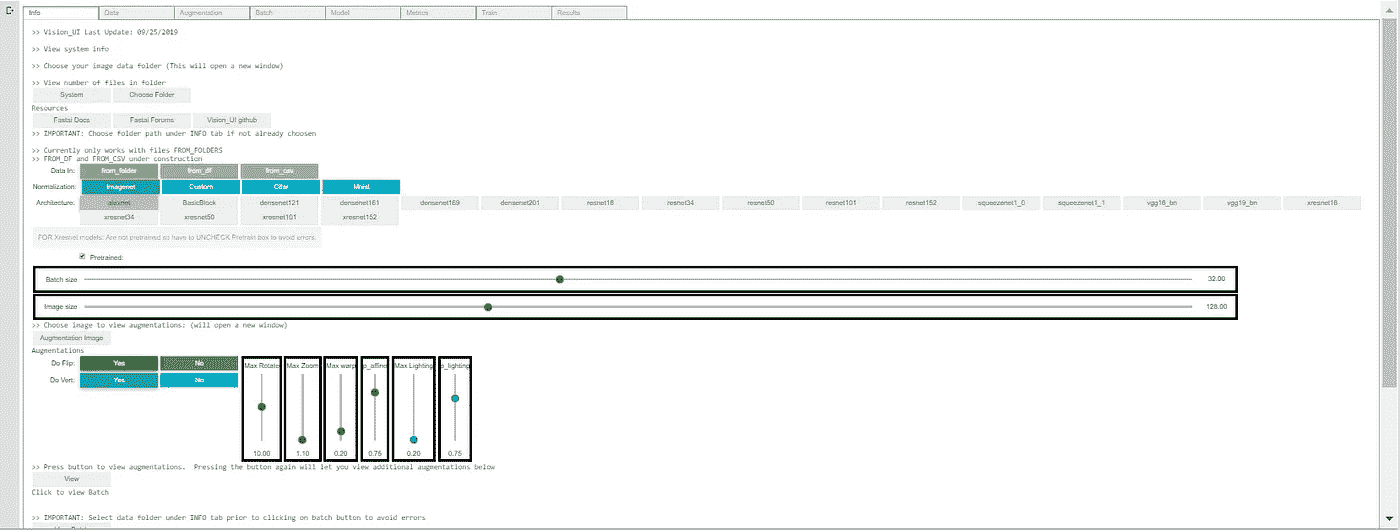 Info Data Augmentation Batch Model Metrics Train Results
>> Vision_UI Last Update: 09/25/2019
>> View system info
>> Choose your image data folder (This will open a new window)
>> View number of files in folder
System Choose Folder
Resources
Fastai Docs Fastai Forums Vision_UI github
>> IMPORTANT: Choose folder path under INFO tab if not already choosen
>> Currently only works with files FROM_FOLDERS
>> FROM_DF and FROM_CSV under construction
Data In: from_folder from_df from_csv
Normalization: Imagenet Custom Cifar Mnist
Architecture: alexnet BasicBlock densenet121 densenet161 densenet169 densenet201 resnet18 resnet34 resnet50 resnet101 resnet152 squeezenet1_0 squeezenet1_1 vgg16_bn vgg19_bn xresnet18
xresnet34 xresnet50 xresnet101 xresnet152
FOR Xresnet models: Are not pretrained so have to UNCHECK Pretrain box to avoid errors.
Pretrained:
Batch size 32.00
Image size 128.00
>> Choose image to view augmentations: (will open a new window)
Augmentation Image
Augmentations
Do Flip: Yes No Max Rotate Max Zoom Max warp p_affine Max Lighting p_lighting
Do Vert: Yes No
10.00 1.10 0.20 0.75 0.20 0.75
>> Press button to view augmentations. Pressing the button again will let you view additional augmentations below
View
Click to view Batch
>> IMPORTANT: Select data folder under INFO tab prior to clicking on batch button to avoid errors